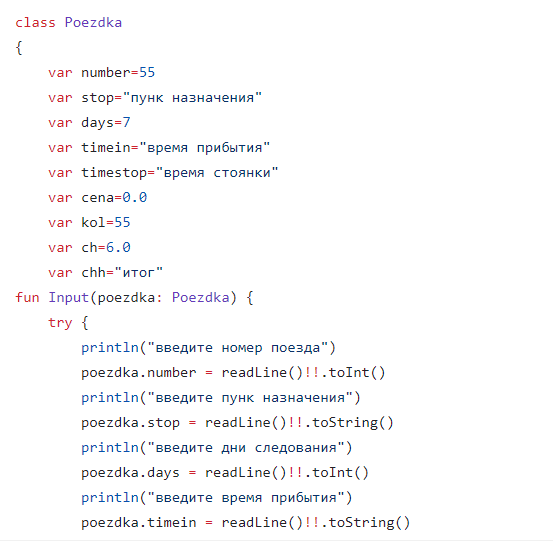 class Poezdka
{
    var number=55
    var stop="пунк назначения"
    var days=7
    var timein="время прибытия"
    var timestop="время стоянки"
    var cena=0.0
    var kol=55
    var ch=6.0
    var chh="итог"
fun Input(poezdka: Poezdka) {
    try {
        println("введите номер поезда")
        poezdka.number = readLine()!!.toInt()
        println("введите пунк назначения")
        poezdka.stop = readLine()!!.toString()
        println("введите дни следования")
        poezdka.days = readLine()!!.toInt()
        println("введите время прибытия")
        poezdka.timein = readLine()!!.toString()